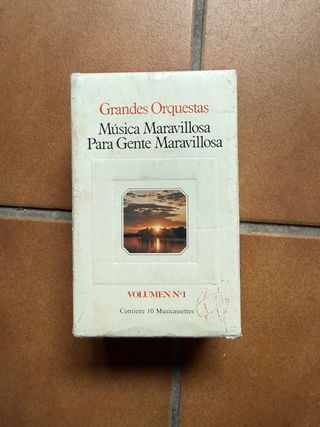 Grandes Orquestas
Música Maravillosa
Para Gente Maravillosa
VOLUMEN Nº1
Contiene 10 Musicassettes